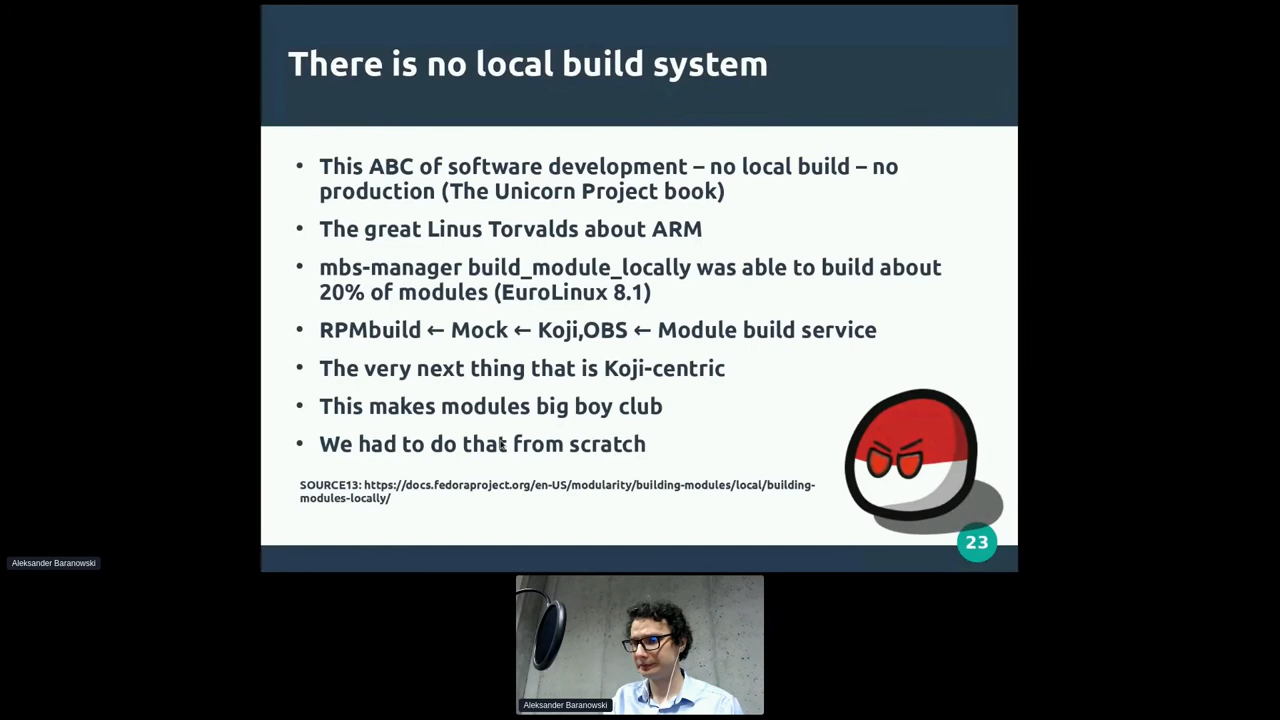 There is no local build system
• This ABC of software development – no local build – no
production (The Unicorn Project book)
• The great Linus Torvalds about ARM
• mbs-manager build_module_locally was able to build about
20% of modules (EuroLinux 8.1)
• RPMbuild ← Mock ← Koji,OBS ← Module build service
• The very next thing that is Koji-centric
• This makes modules big boy club
• We had to do that from scratch
SOURCE13: https://docs.fedoraproject.org/en-US/modularity/building-modules/local/building-
modules-locally/
23
Aleksander Baranowski
Aleksander Baranowski